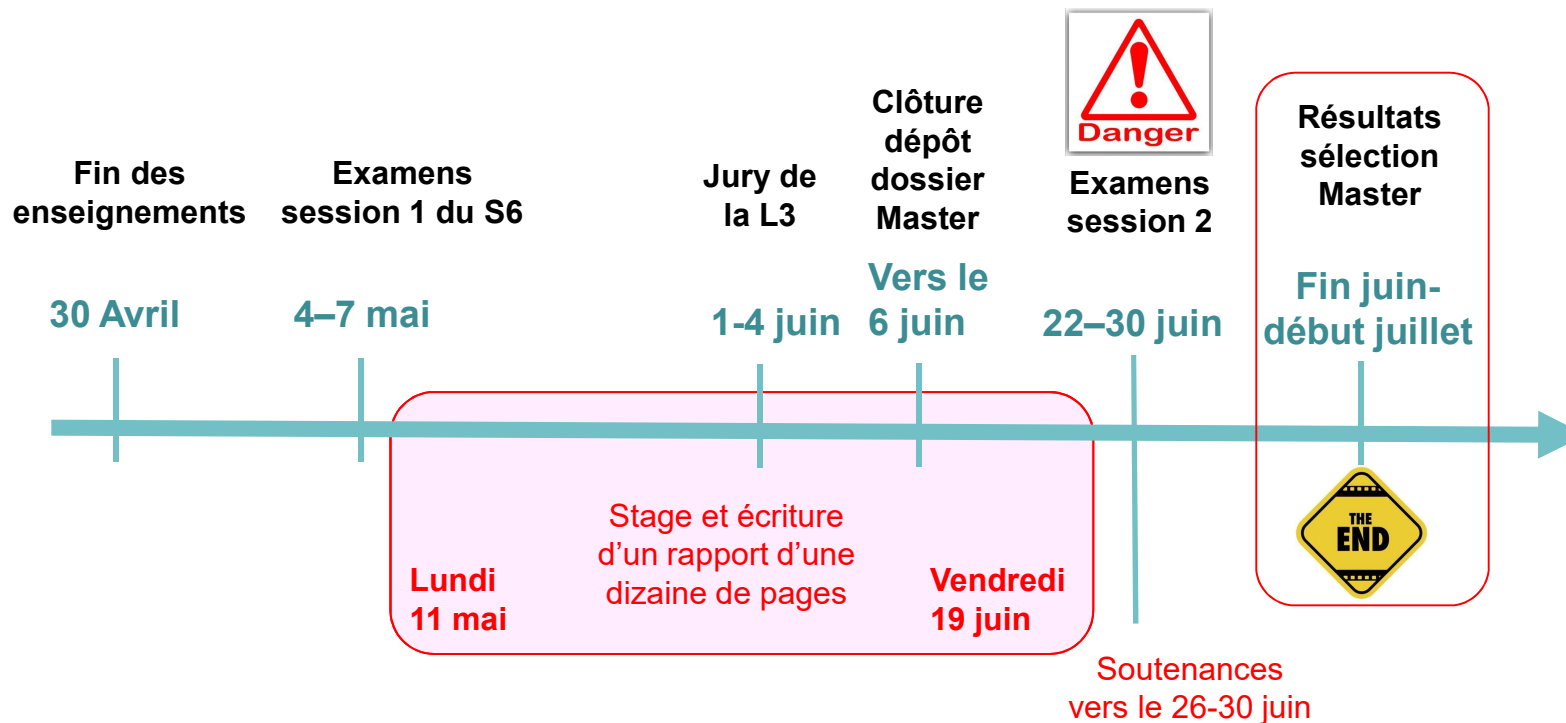 Fin des
enseignements
30 Avril
Examens
session 1 du S6
4–7 mai
Jury de
la L3
1-4 juin
Clôture
dépôt
dossier
Master
Vers le
6 juin
Danger
Examens
session 2
22–30 juin
Résultats
sélection
Master
Fin juin-
début juillet
THE
END
Lundi
11 mai
Stage et écriture
d’un rapport d’une
dizaine de pages
Vendredi
19 juin
Soutenances
vers le 26-30 juin